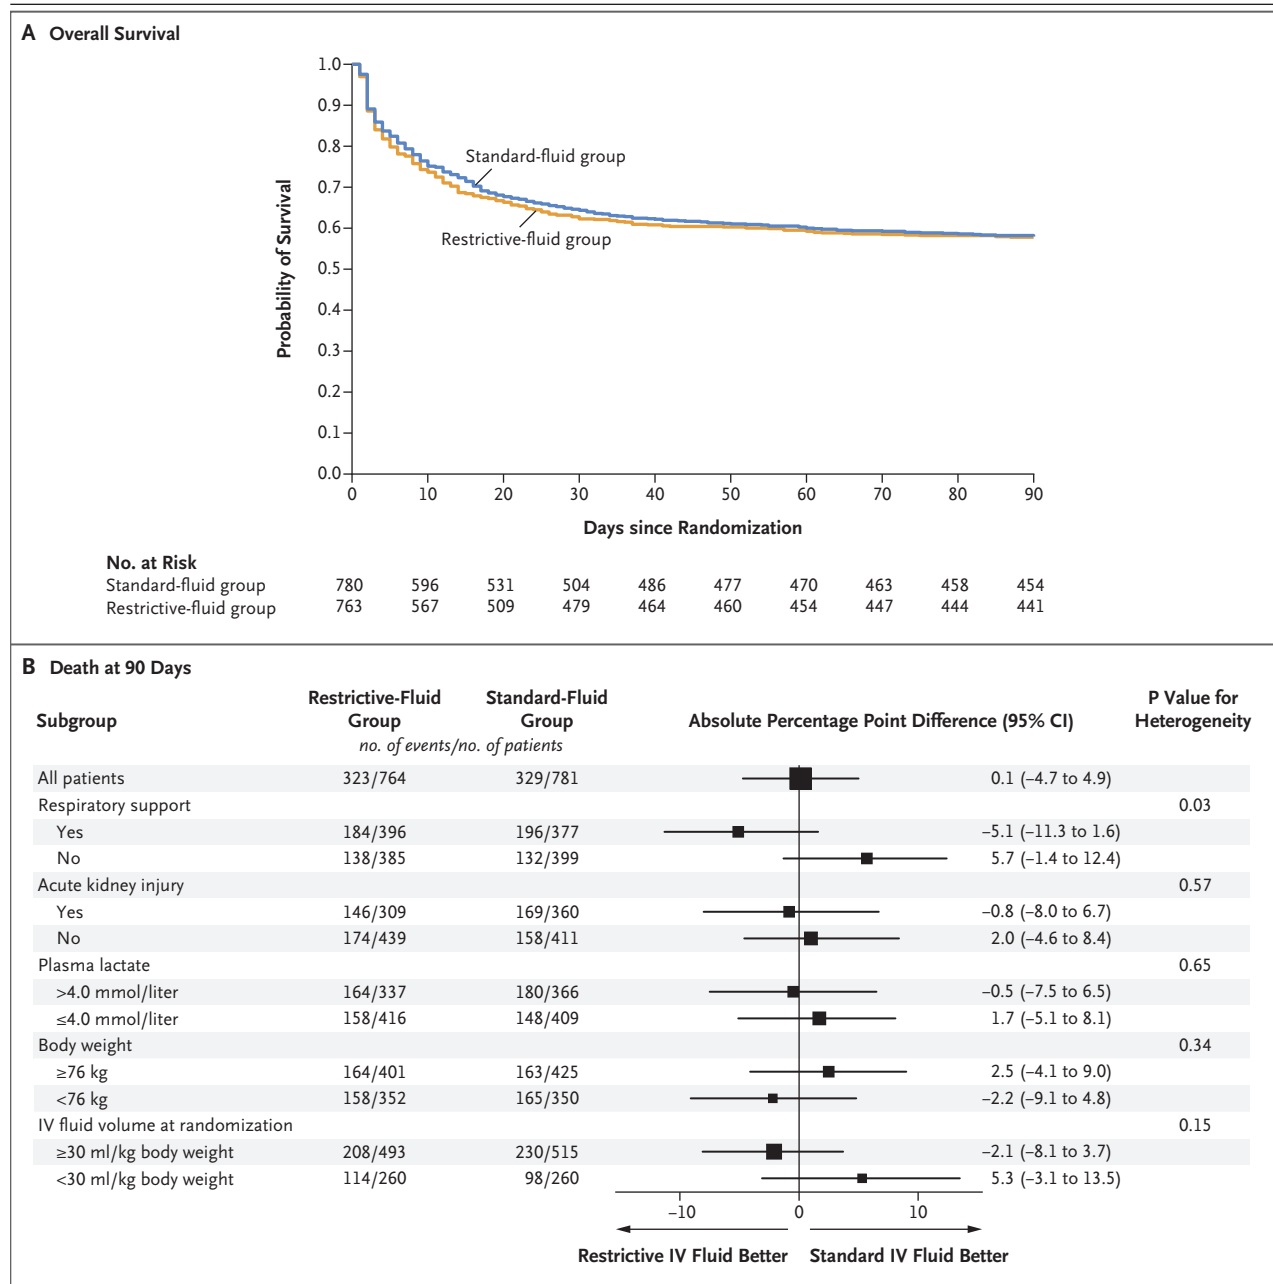 A Overall Survival
1.0
0.9
0.8
0.7
0.6
0.5
0.4
0.3
0.2
0.1
0.0
Probability of Survival
Standard-fluid group
Restrictive-fluid group
0 10 20 30 40 50 60 70 80 90
Days since Randomization
No. at Risk
Standard-fluid group 780 596 531 504 486 477 470 463 458 454
Restrictive-fluid group 763 567 509 479 464 460 454 447 444 441
B Death at 90 Days
Subgroup Restrictive-Fluid Group Standard-Fluid Group Absolute Percentage Point Difference (95% CI) P Value for Heterogeneity
no. of events/no. of patients
All patients 323/764 329/781 0.1 (–4.7 to 4.9)
Respiratory support 0.03
Yes 184/396 196/377 –5.1 (–11.3 to 1.6)
No 138/385 132/399 5.7 (–1.4 to 12.4)
Acute kidney injury 0.57
Yes 146/309 169/360 –0.8 (–8.0 to 6.7)
No 174/439 158/411 2.0 (–4.6 to 8.4)
Plasma lactate 0.65
>4.0 mmol/liter 164/337 180/366 –0.5 (–7.5 to 6.5)
≤4.0 mmol/liter 158/416 148/409 1.7 (–5.1 to 8.1)
Body weight 0.34
≥76 kg 164/401 163/425 2.5 (–4.1 to 9.0)
<76 kg 158/352 165/350 –2.2 (–9.1 to 4.8)
IV fluid volume at randomization 0.15
≥30 ml/kg body weight 208/493 230/515 –2.1 (–8.1 to 3.7)
<30 ml/kg body weight 114/260 98/260 5.3 (–3.1 to 13.5)
–10 0 10
Restrictive IV Fluid Better Standard IV Fluid Better